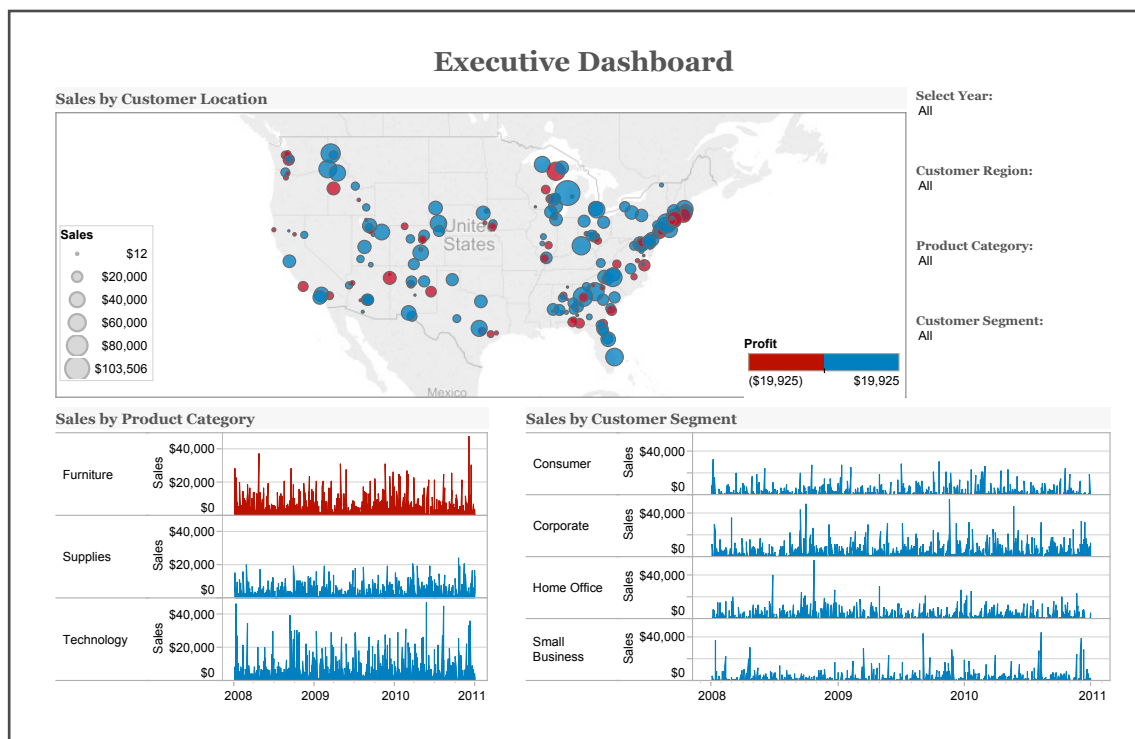 Executive Dashboard
Sales by Customer Location
Select Year:
All
Customer Region:
All
Product Category:
All
Customer Segment:
All
United
States
Mexico
Sales
$12
$20,000
$40,000
$60,000
$80,000
$103,506
Profit
($19,925) $19,925
Sales by Product Category
Furniture
Sales
$40,000
$20,000
$0
Supplies
Sales
$40,000
$20,000
$0
Technology
Sales
$40,000
$20,000
$0
2008 2009 2010 2011
Sales by Customer Segment
Consumer
Sales
$40,000
$0
Corporate
Sales
$40,000
$0
Home Office
Sales
$40,000
$0
Small
Business
Sales
$40,000
$0
2008 2009 2010 2011